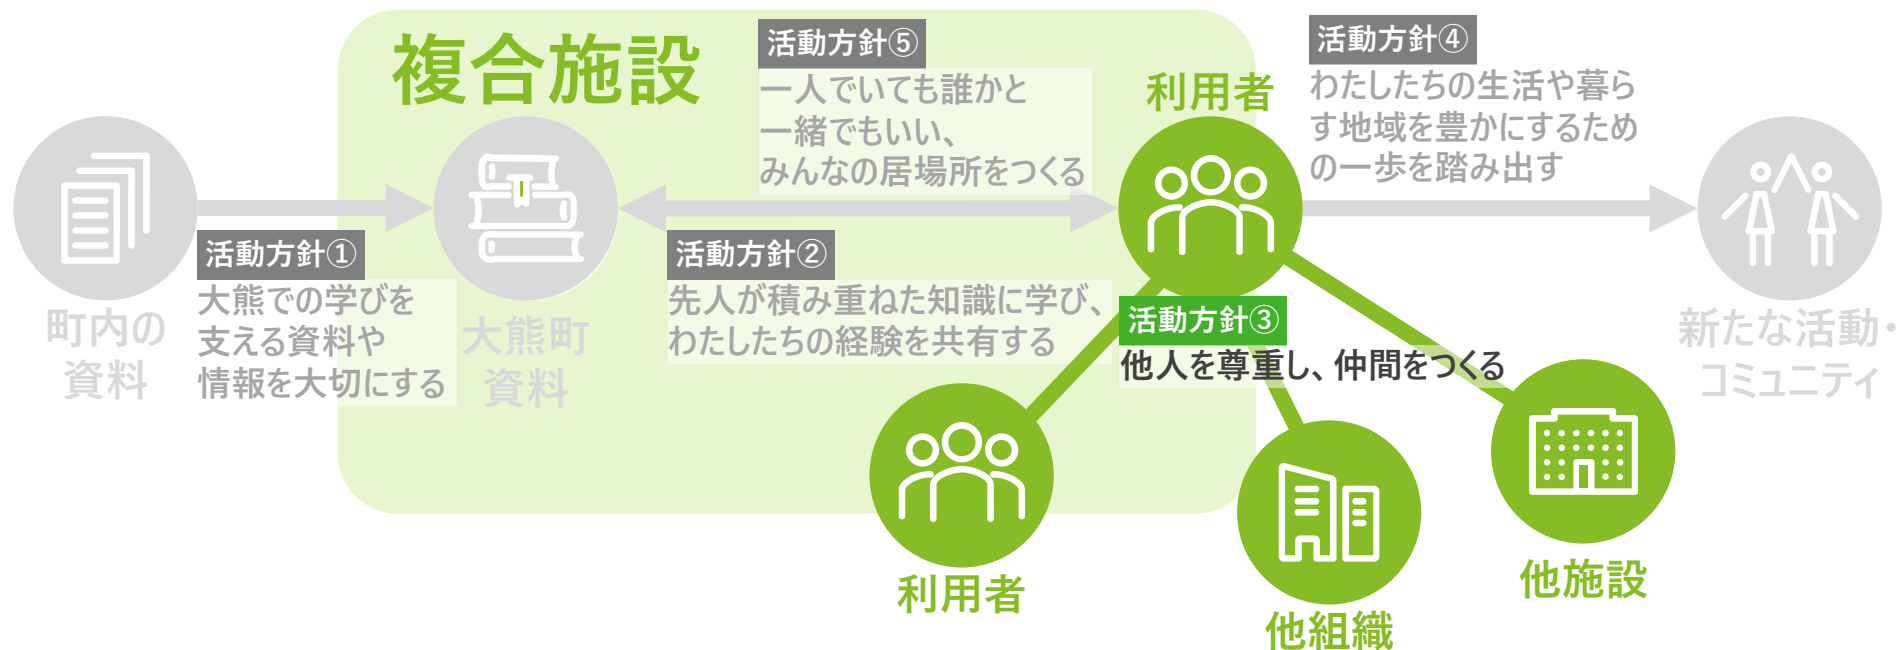 複合施設
活動方針⑤
一人でいても誰かと
一緒でもいい、
みんなの居場所をつくる
利用者
活動方針④
わたしたちの生活や暮ら
す地域を豊かにするため
の一歩を踏み出す
町内の
資料
活動方針①
大熊での学びを
支える資料や
情報を大切にする
大熊町
資料
活動方針②
先人が積み重ねた知識に学び、
わたしたちの経験を共有する
活動方針③
他人を尊重し、仲間をつくる
新たな活動・
コミュニティ
利用者
他組織
他施設